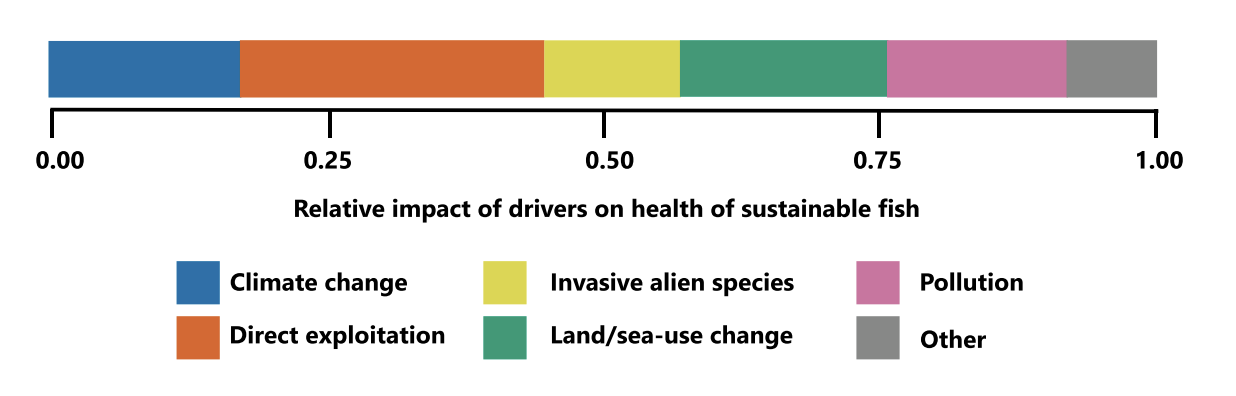 0.00 0.25 0.50 0.75 1.00
Relative impact of drivers on health of sustainable fish
Climate change Invasive alien species Pollution
Direct exploitation Land/sea-use change Other